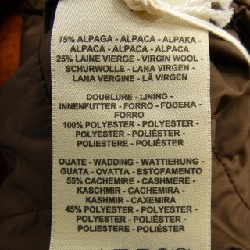 75% ALPAGA - ALPACA - ALPAKA
ALPACA - ALPACA - ALPACA
25% LAINE VIERGE - VIRGIN WOOL -
SCHURWOLLE - LANA VIRGEN -
LANA VERGINE - LÃ VIRGEN
DOUBLURE - LINING -
INNENFUTTER - FORRO - FODERA -
FORRO
100% POLYESTER - POLYESTER -
POLYESTER - POLIÉSTER -
POLIESTERE - POLIÉSTER
OUATE - WADDING - WATTIERUNG -
GUATA - OVATTA - ESTOFAMENTO
55% CACHEMIRE - CASHMERE -
KASCHMIR - CACHEMIRA -
KASHMIR - CAXEMIRA
45% POLYESTER - POLYESTER -
POLYESTER - POLIÉSTER -
POLIESTERE - POLIÉSTER